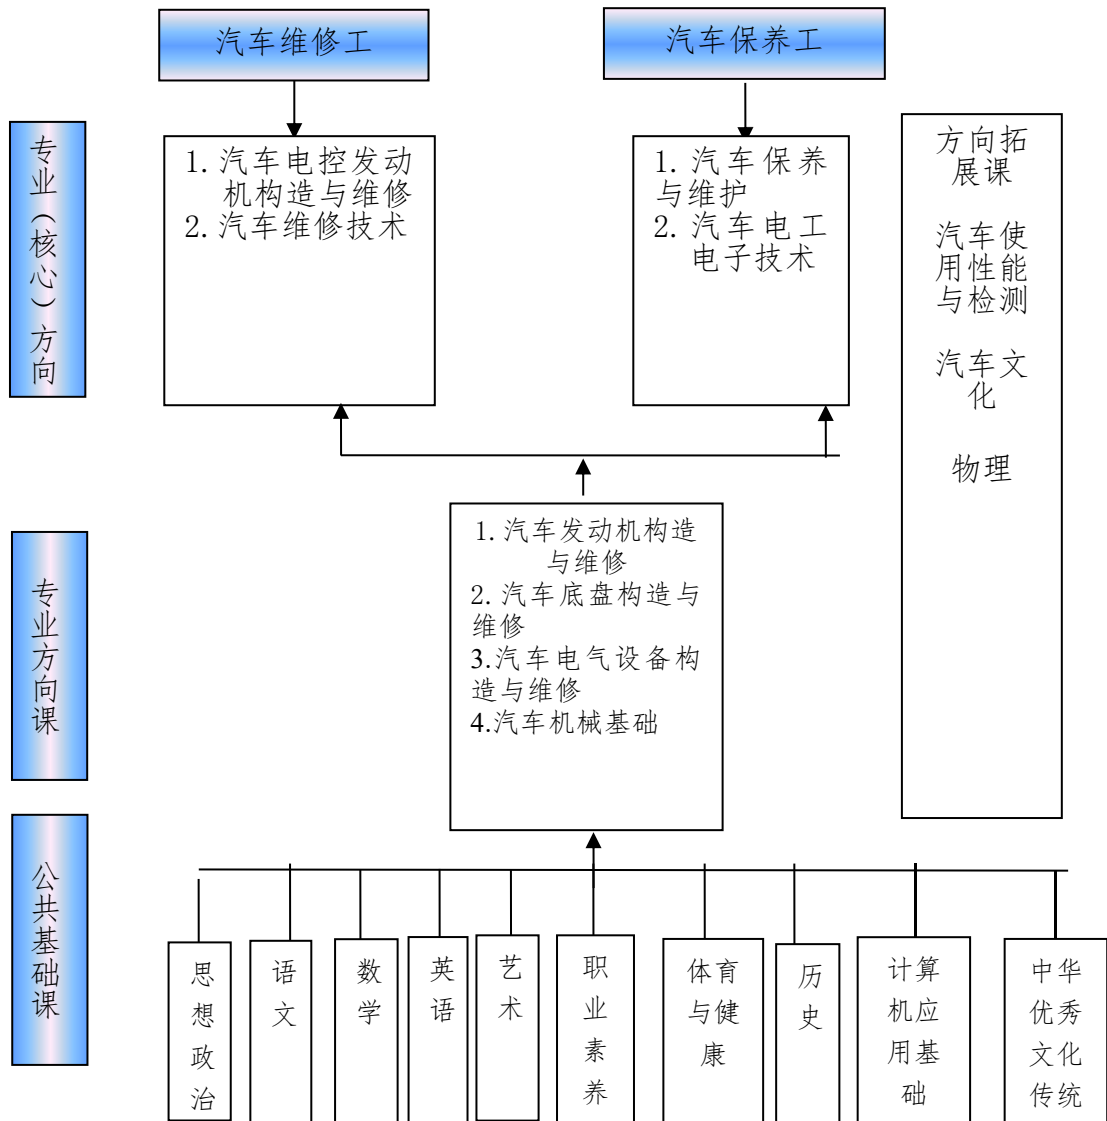 汽车维修工
汽车保养工
专业（核心）方向
1. 汽车电控发动
机构造与维修
2. 汽车维修技术
1. 汽车保养
与维护
2. 汽车电工
电子技术
方向拓
展课
汽车使
用性能
与检测
汽车文
化
物理
专业方向课
1. 汽车发动机构造
与维修
2. 汽车底盘构造与
维修
3.汽车电气设备构
造与维修
4.汽车机械基础
公共基础课
思想政治
语文
数学
英语
艺术
职业素养
体育
与健
康
历史
计算
机应
用基
础
中华
优秀
文化
传统